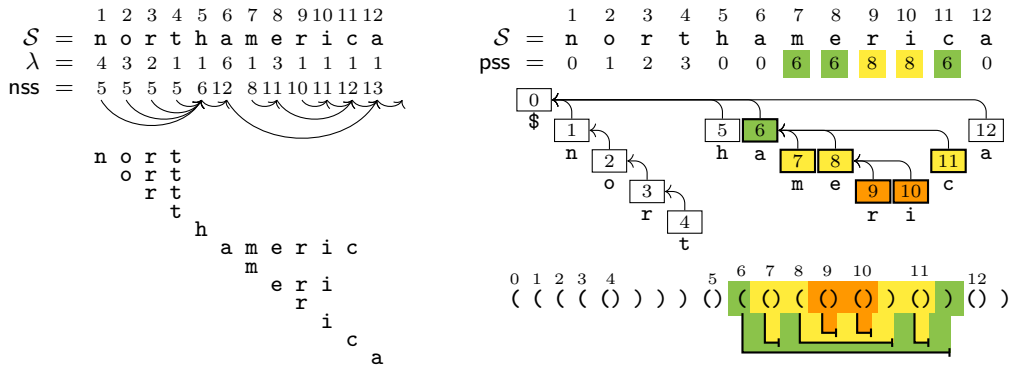 1 2 3 4 5 6 7 8 9 10 11 12
S = n o r t h a m e r i c a
λ = 4 3 2 1 1 6 1 3 1 1 1 1
nss = 5 5 5 5 6 12 8 11 10 11 12 13
n o r t
o r t
r t
t
h
a m e r i c
m
e r i
r
i
c
a
1 2 3 4 5 6 7 8 9 10 11 12
S = n o r t h a m e r i c a
pss = 0 1 2 3 0 0 6 6 8 8 6 0
0
$
1 5 6 12
n h a a
2 7 8 11
o m e c
3 9 10
r r i
4
t
0 1 2 3 4 5 6 7 8 9 10 11 12
( ( ( ( () ) ) ) () ( () ( () () ) () ) () )